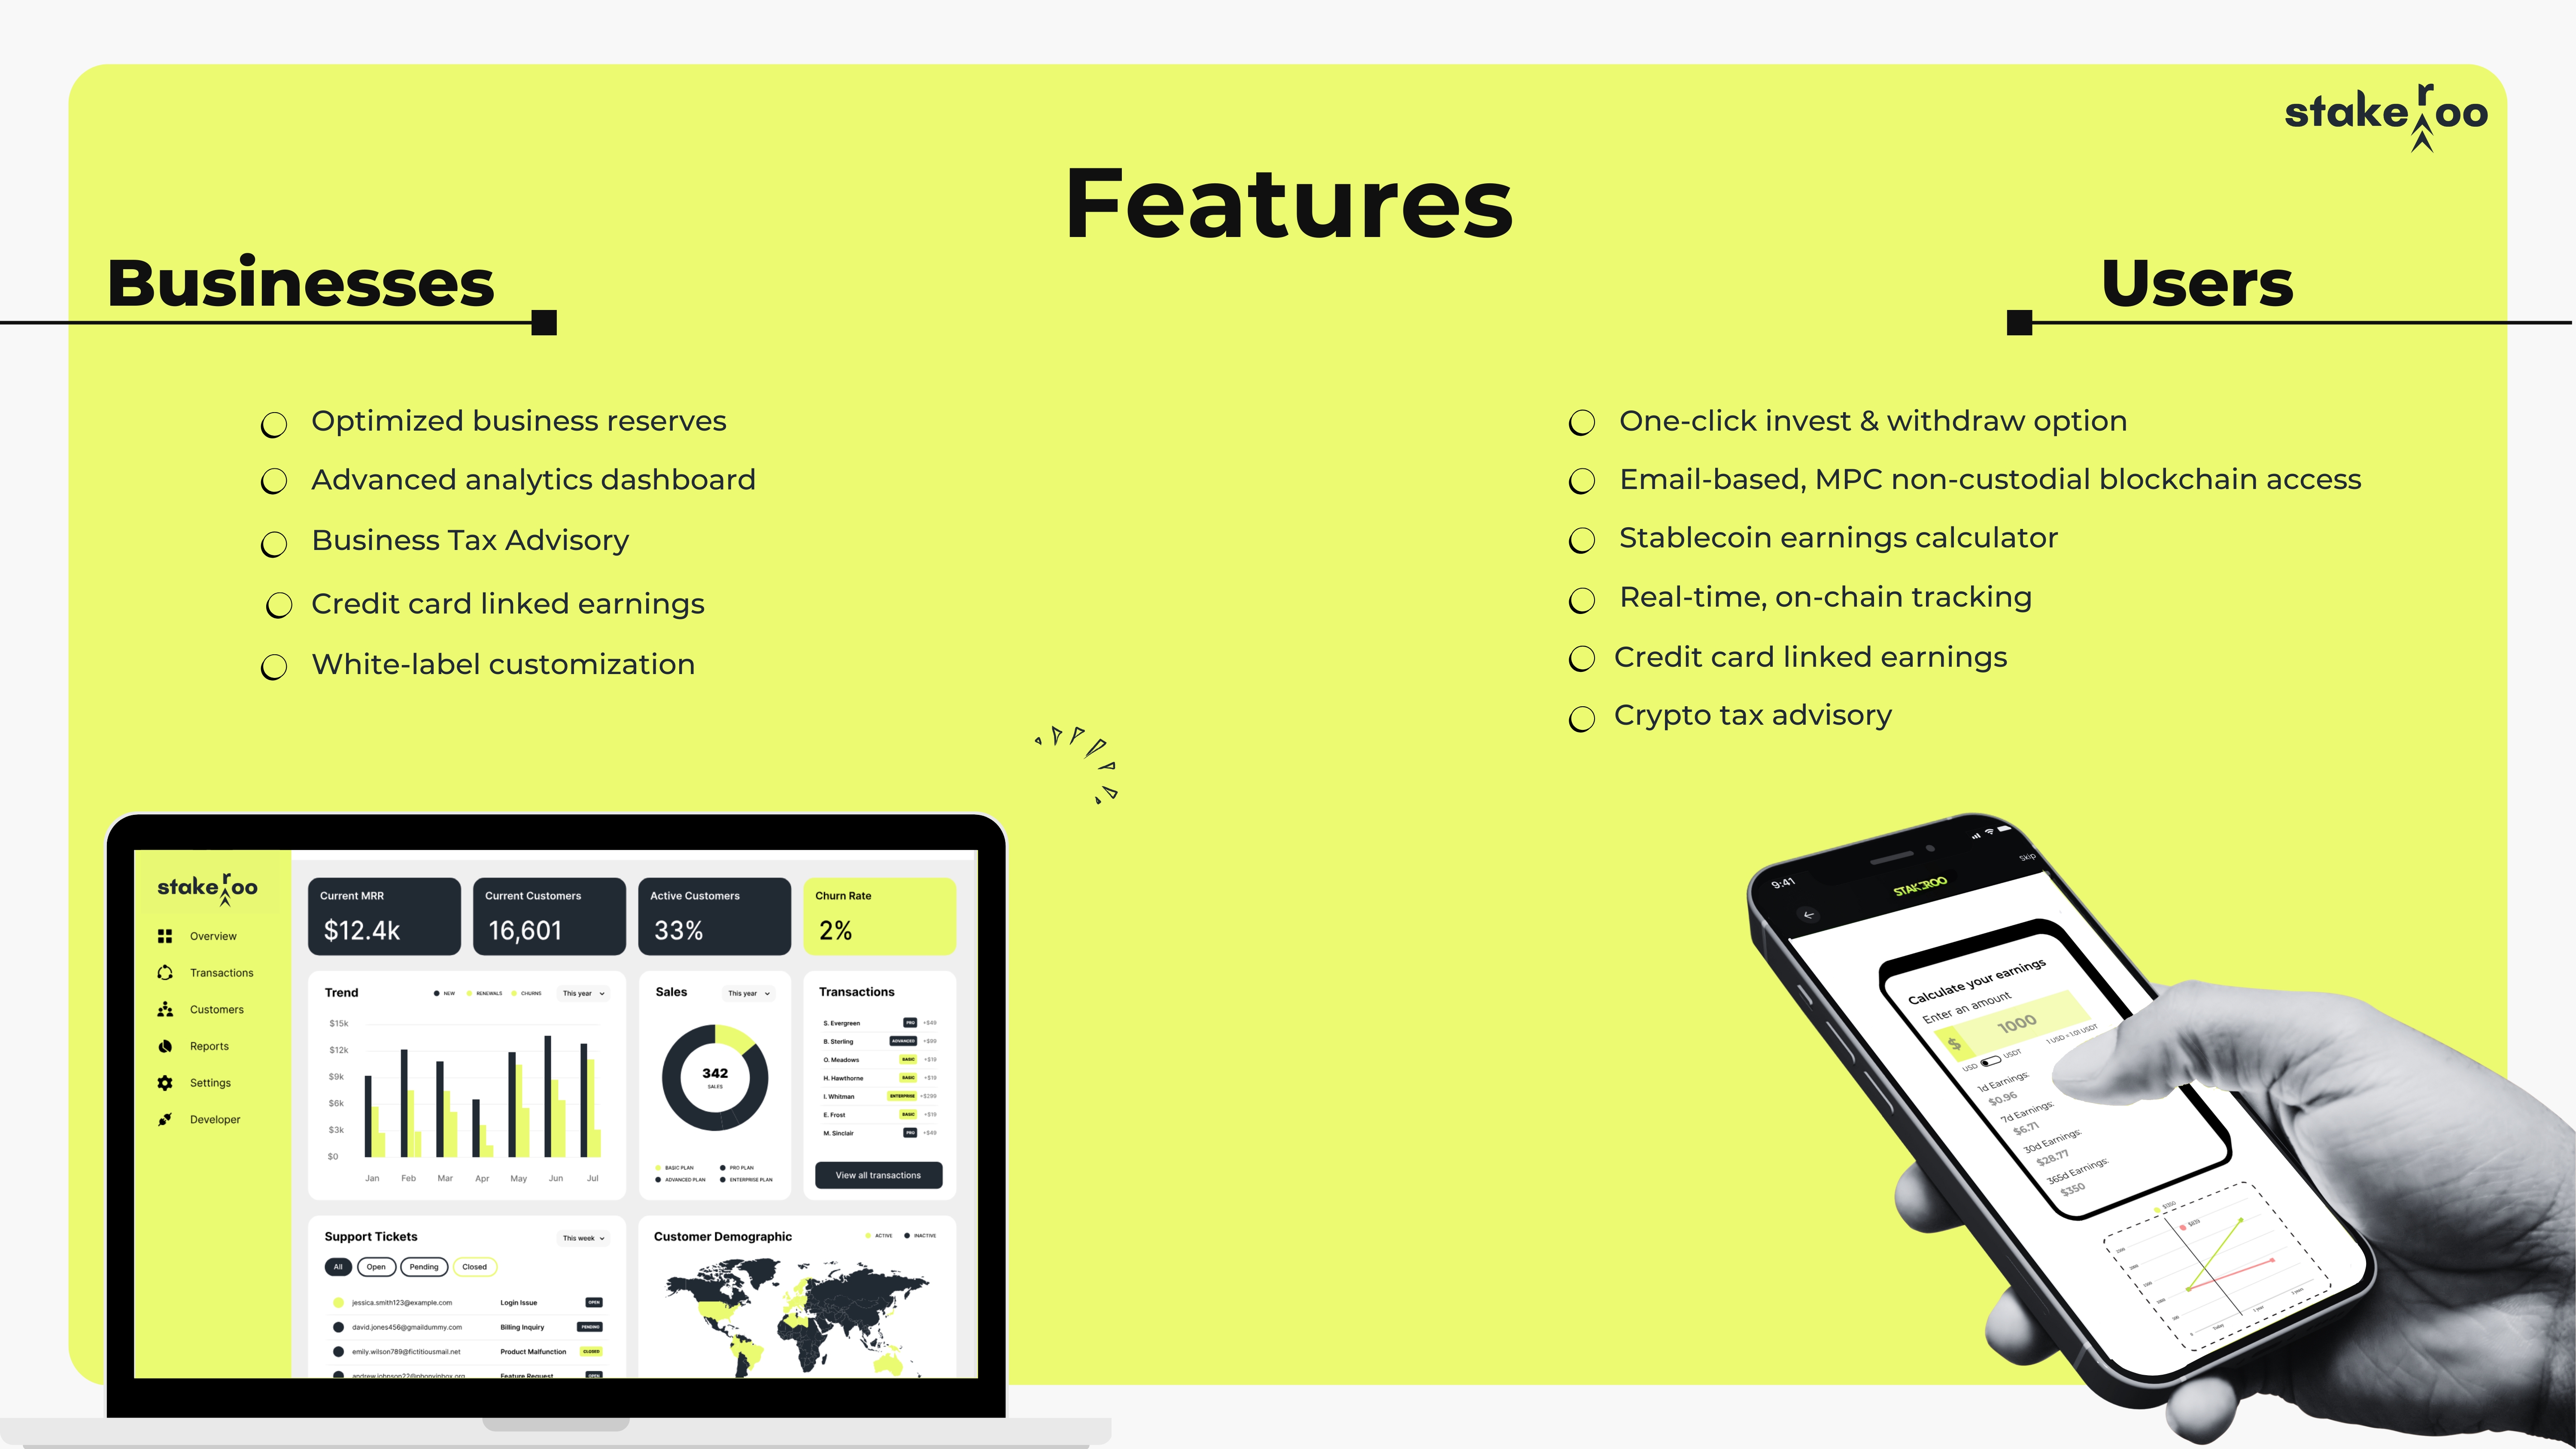 stakeroo
Features
Businesses
Users
Optimized business reserves
Advanced analytics dashboard
Business Tax Advisory
Credit card linked earnings
White-label customization
One-click invest & withdraw option
Email-based, MPC non-custodial blockchain access
Stablecoin earnings calculator
Real-time, on-chain tracking
Credit card linked earnings
Crypto tax advisory
stakeroo
Overview
Transactions
Customers
Reports
Settings
Developer
Current MRR
$12.4k
Current Customers
16,601
Active Customers
33%
Churn Rate
2%
Trend
NEW RENEWALS CHURNS
This year
$15k
$12k
$9k
$6k
$3k
$0
Jan Feb Mar Apr May Jun Jul
Sales
This year
342
SALES
BASIC PLAN PRO PLAN
ADVANCED PLAN ENTERPRISE PLAN
Transactions
S. Evergreen PRO +$49
B. Sterling ADVANCED +$99
O. Meadows BASIC +$19
H. Hawthorne BASIC +$19
I. Whitman ENTERPRISE +$299
E. Frost BASIC +$19
M. Sinclair PRO +$49
View all transactions
Support Tickets
This week
All Open Pending Closed
jessica.smith123@example.com Login Issue OPEN
david.jones456@gmaildummy.com Billing Inquiry PENDING
emily.wilson789@fictitiousmail.net Product Malfunction CLOSED
andrew.johnson22@phonyinbox.org Feature Request OPEN
Customer Demographic
ACTIVE INACTIVE
9:41
Skip
STAKEROO
Calculate your earnings
Enter an amount
$ 1000
USD USDT
1 USD = 1.01 USDT
1d Earnings:
$0.96
7d Earnings:
$6.71
30d Earnings:
$28.77
365d Earnings:
$350